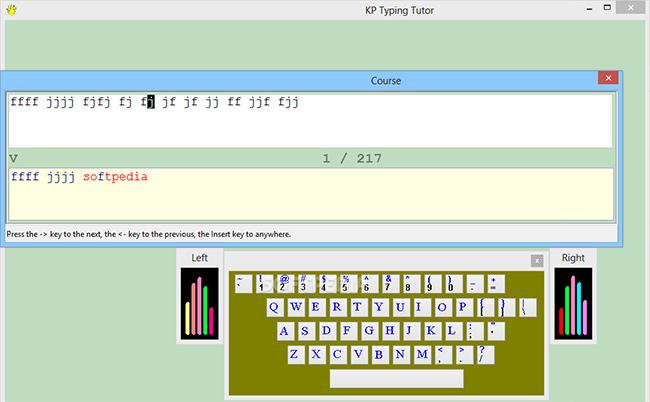 KP Typing Tutor
Course
ffff jjjj fjfj fj fj jf jf jj ff jjf fjj
V 1 / 217
ffff jjjj softpedia
Press the -> key to the next, the <- key to the previous, the Insert key to anywhere.
Left
Right
~ ! @ # $ % ^ & * ( ) _ +
` 1 2 3 4 5 6 7 8 9 0 - =
Q W E R T Y U I O P { } |
[ ] \
A S D F G H J K L : "
; '
Z X C V B N M < > ?
, . /